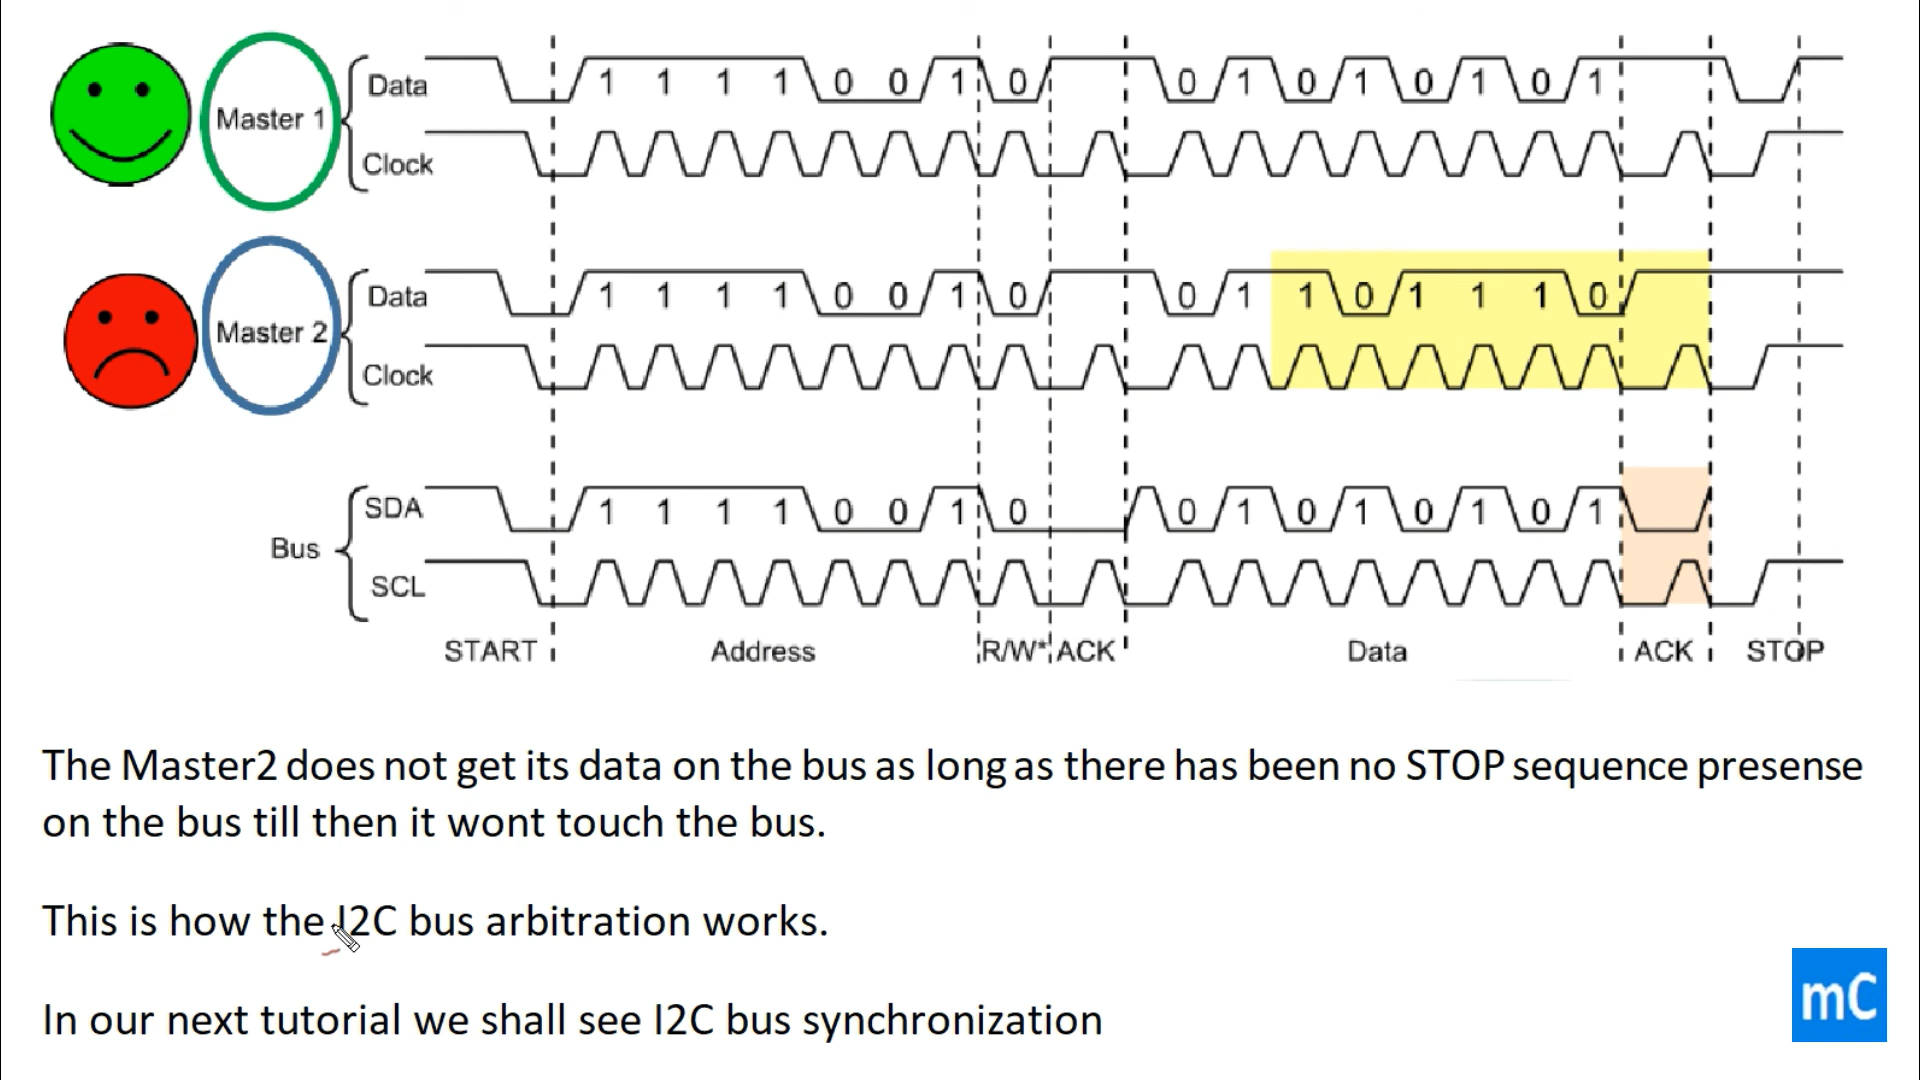 Master 1
Data 1 1 1 1 0 0 1 0 0 1 0 1 0 1 0 1
Clock
Master 2
Data 1 1 1 1 0 0 1 0 0 1 1 0 1 1 1 0
Clock
Bus
SDA 1 1 1 1 0 0 1 0 0 1 0 1 0 1 0 1
SCL
START Address R/W* ACK Data ACK STOP
The Master2 does not get its data on the bus as long as there has been no STOP sequence presense
on the bus till then it wont touch the bus.
This is how the I2C bus arbitration works.
In our next tutorial we shall see I2C bus synchronization
mC